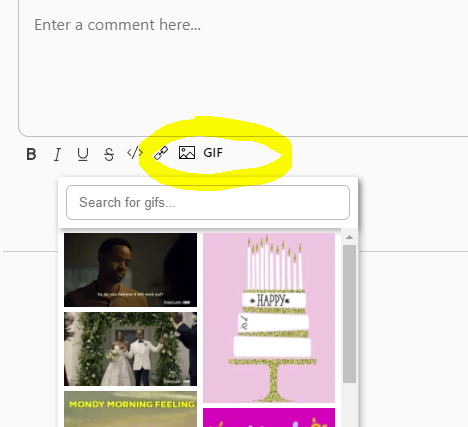 Enter a comment here...
B I U S </> GIF
Search for gifs...
So do you believe it will work out?
HAPPY
MONDY MORNING FEELING